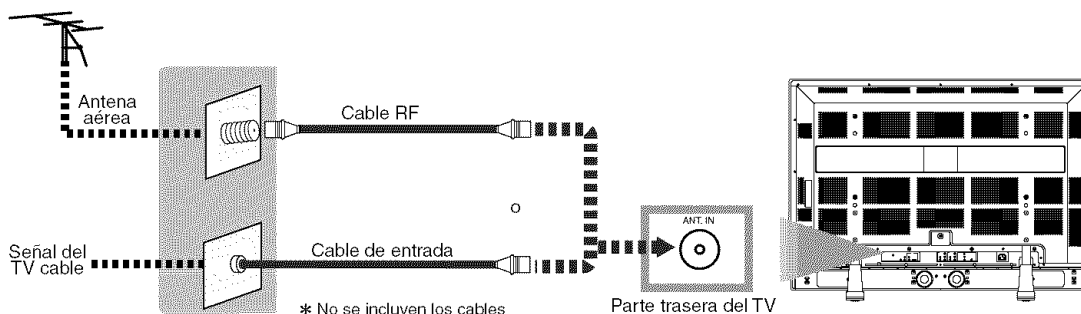 Antena
aérea
Cable RF
o
ANT. IN
Señal del
TV cable
Cable de entrada
* No se incluyen los cables
Parte trasera del TV